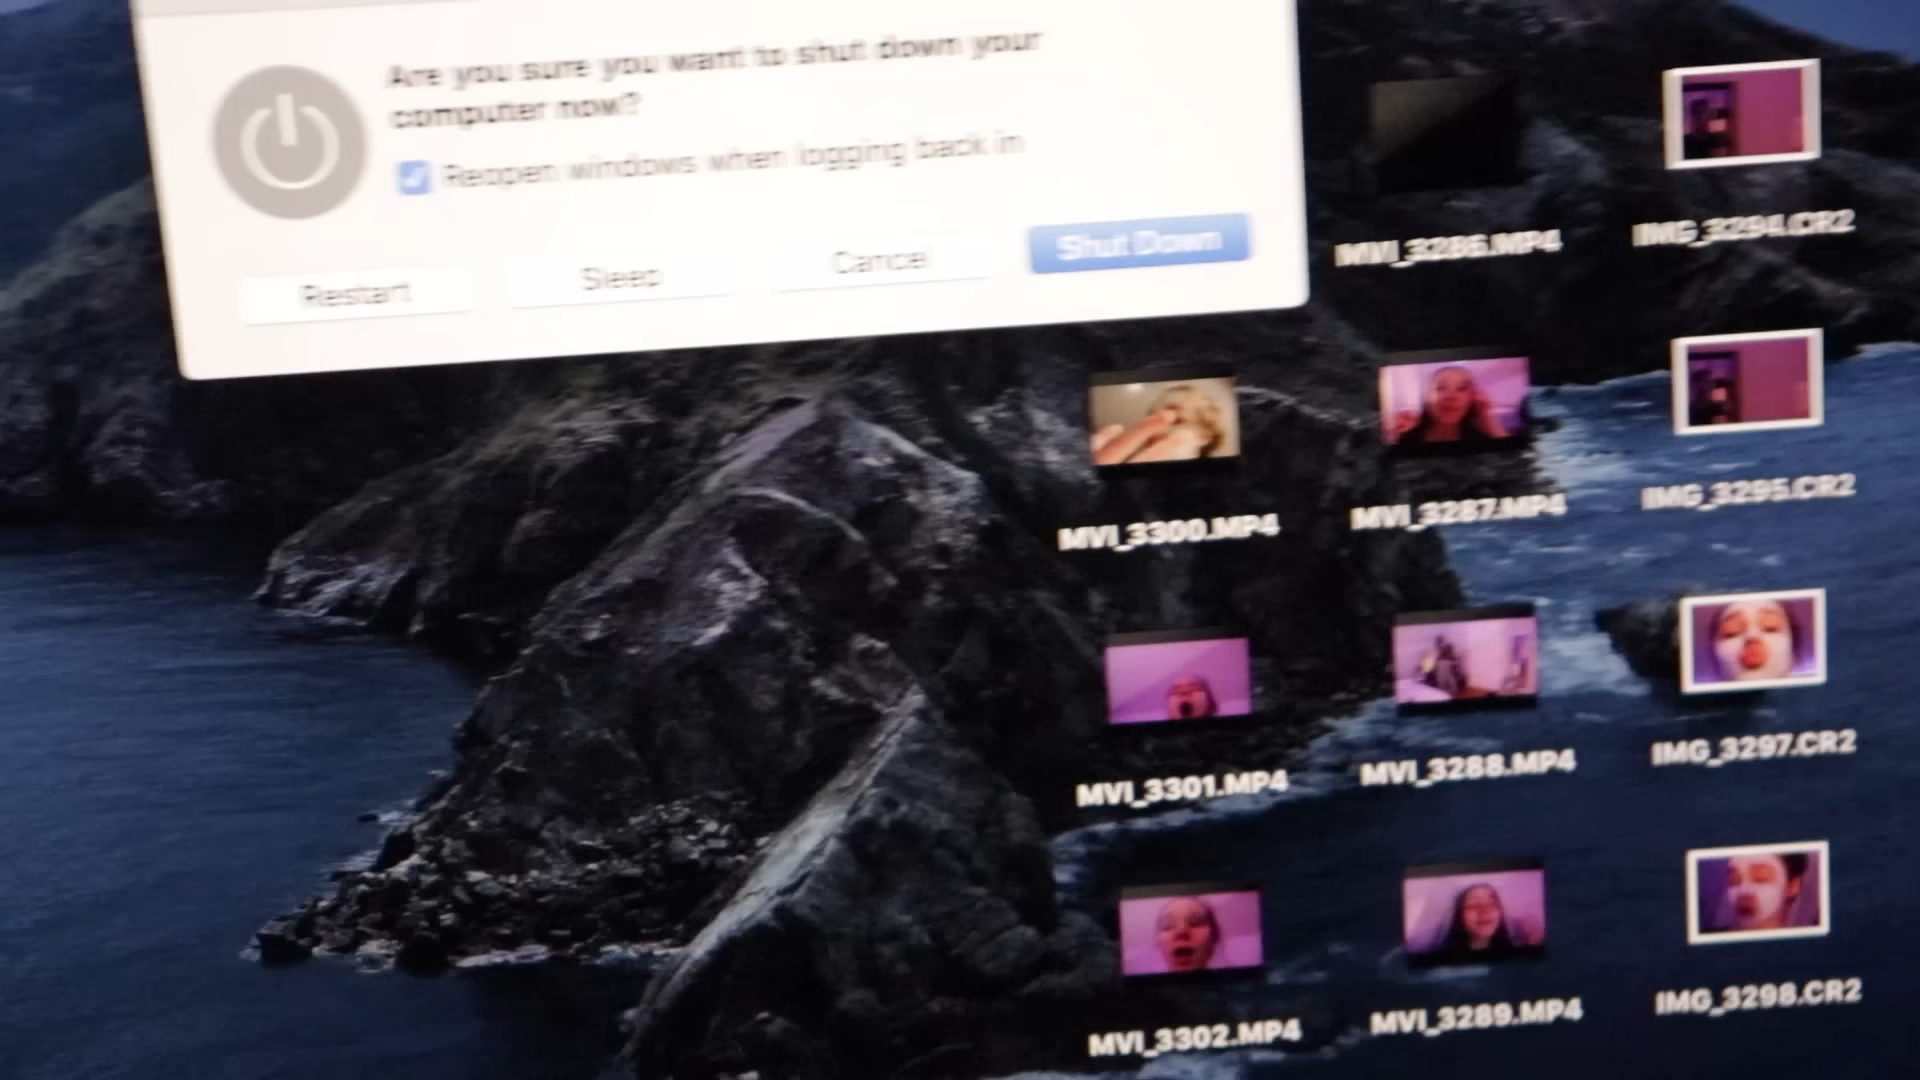 Are you sure you want to shut down your
computer now?
Reopen windows when logging back in
Restart
Sleep
Cancel
Shut Down
MVI_3286.MP4
IMG_3294.CR2
MVI_3300.MP4
MVI_3287.MP4
IMG_3295.CR2
MVI_3301.MP4
MVI_3288.MP4
IMG_3297.CR2
MVI_3302.MP4
MVI_3289.MP4
IMG_3298.CR2